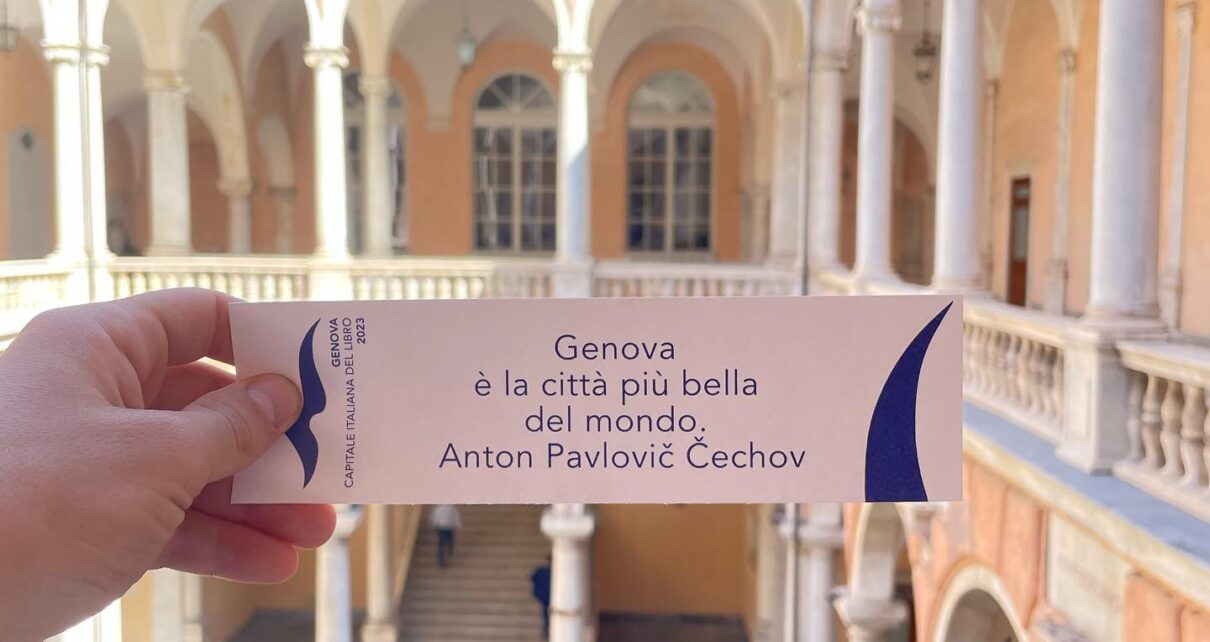 GENOVA
CAPITALE ITALIANA DEL LIBRO
2023
Genova
è la città più bella
del mondo.
Anton Pavlovič Čechov